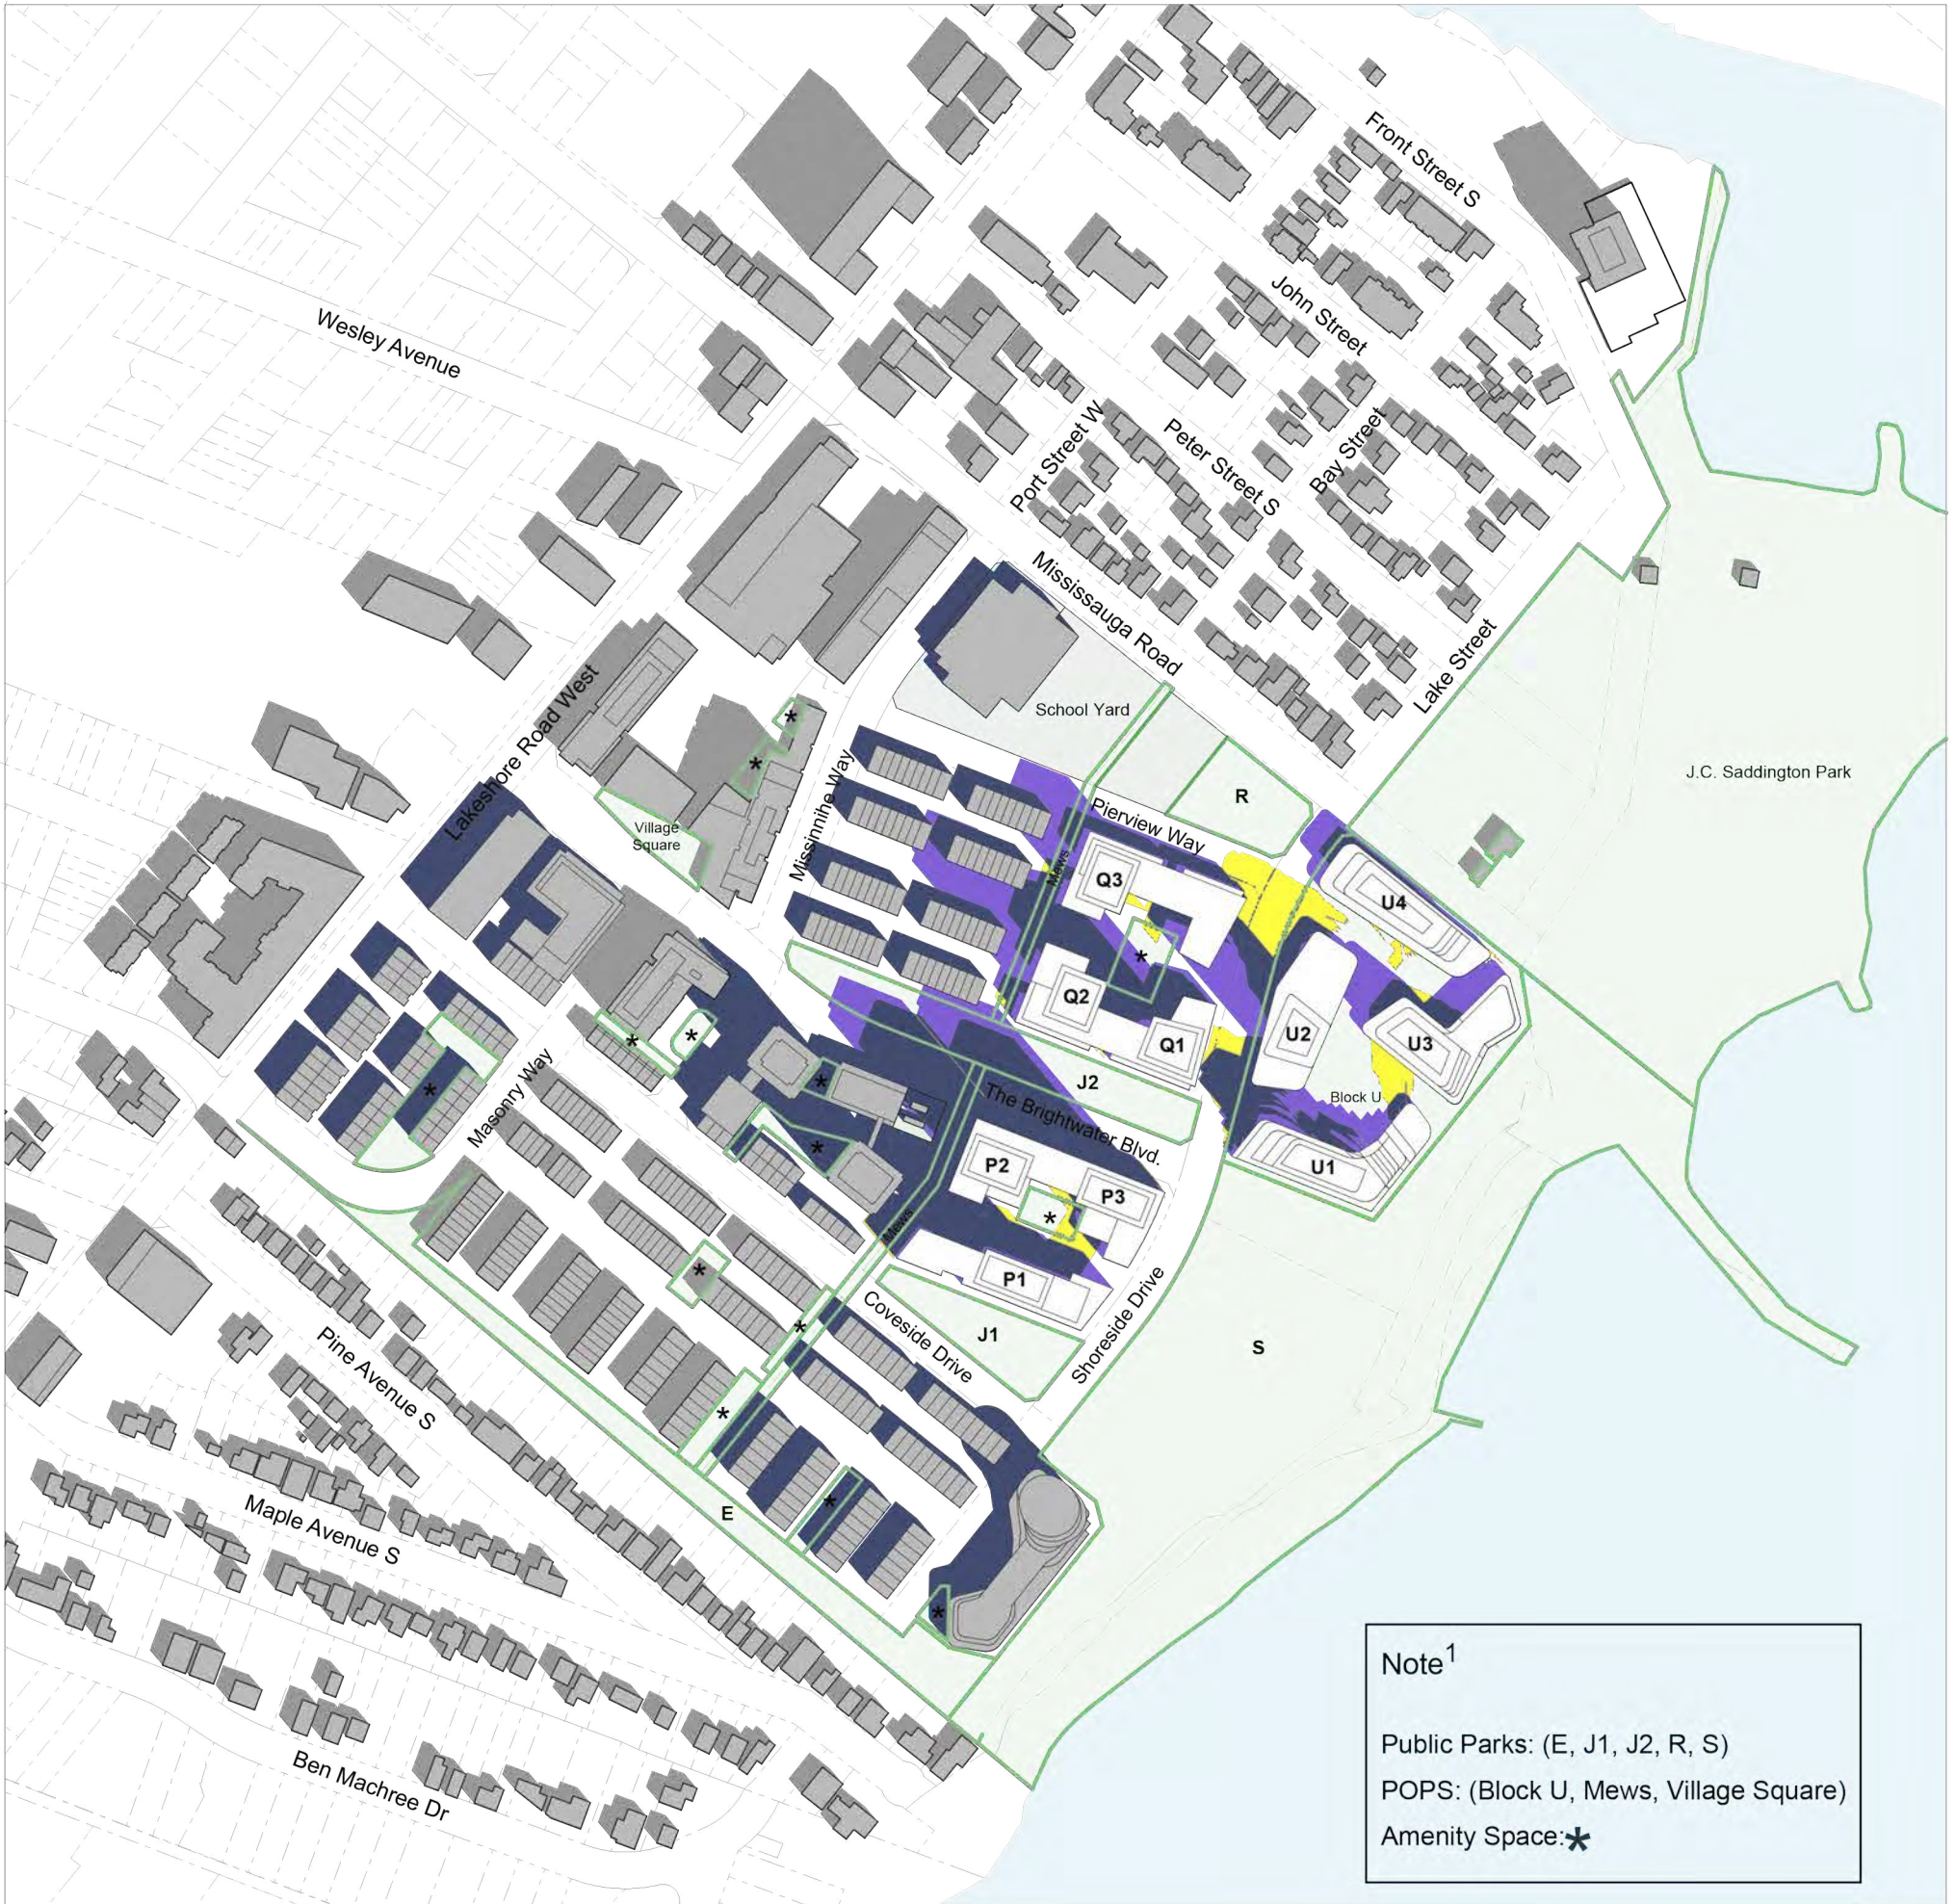 Front Street S
John Street
Wesley Avenue
Port Street W
Peter Street S
Bay Street
Mississauga Road
Lake Street
Lakeshore Road West
School Yard
J.C. Saddington Park
*
*
Missinnihe Way
R
Pierview Way
Village
Square
Mews
Q3
U4
*
Q2
U2
Q1
U3
*
*
J2
*
*
Block U
The Brightwater Blvd.
Masonry Way
*
P2
U1
P3
*
Mews
*
P1
*
Coveside Drive
J1
Shoreside Drive
S
Pine Avenue S
*
*
E
Maple Avenue S
*
Ben Machree Dr
Note1
Public Parks: (E, J1, J2, R, S)
POPS: (Block U, Mews, Village Square)
Amenity Space:*